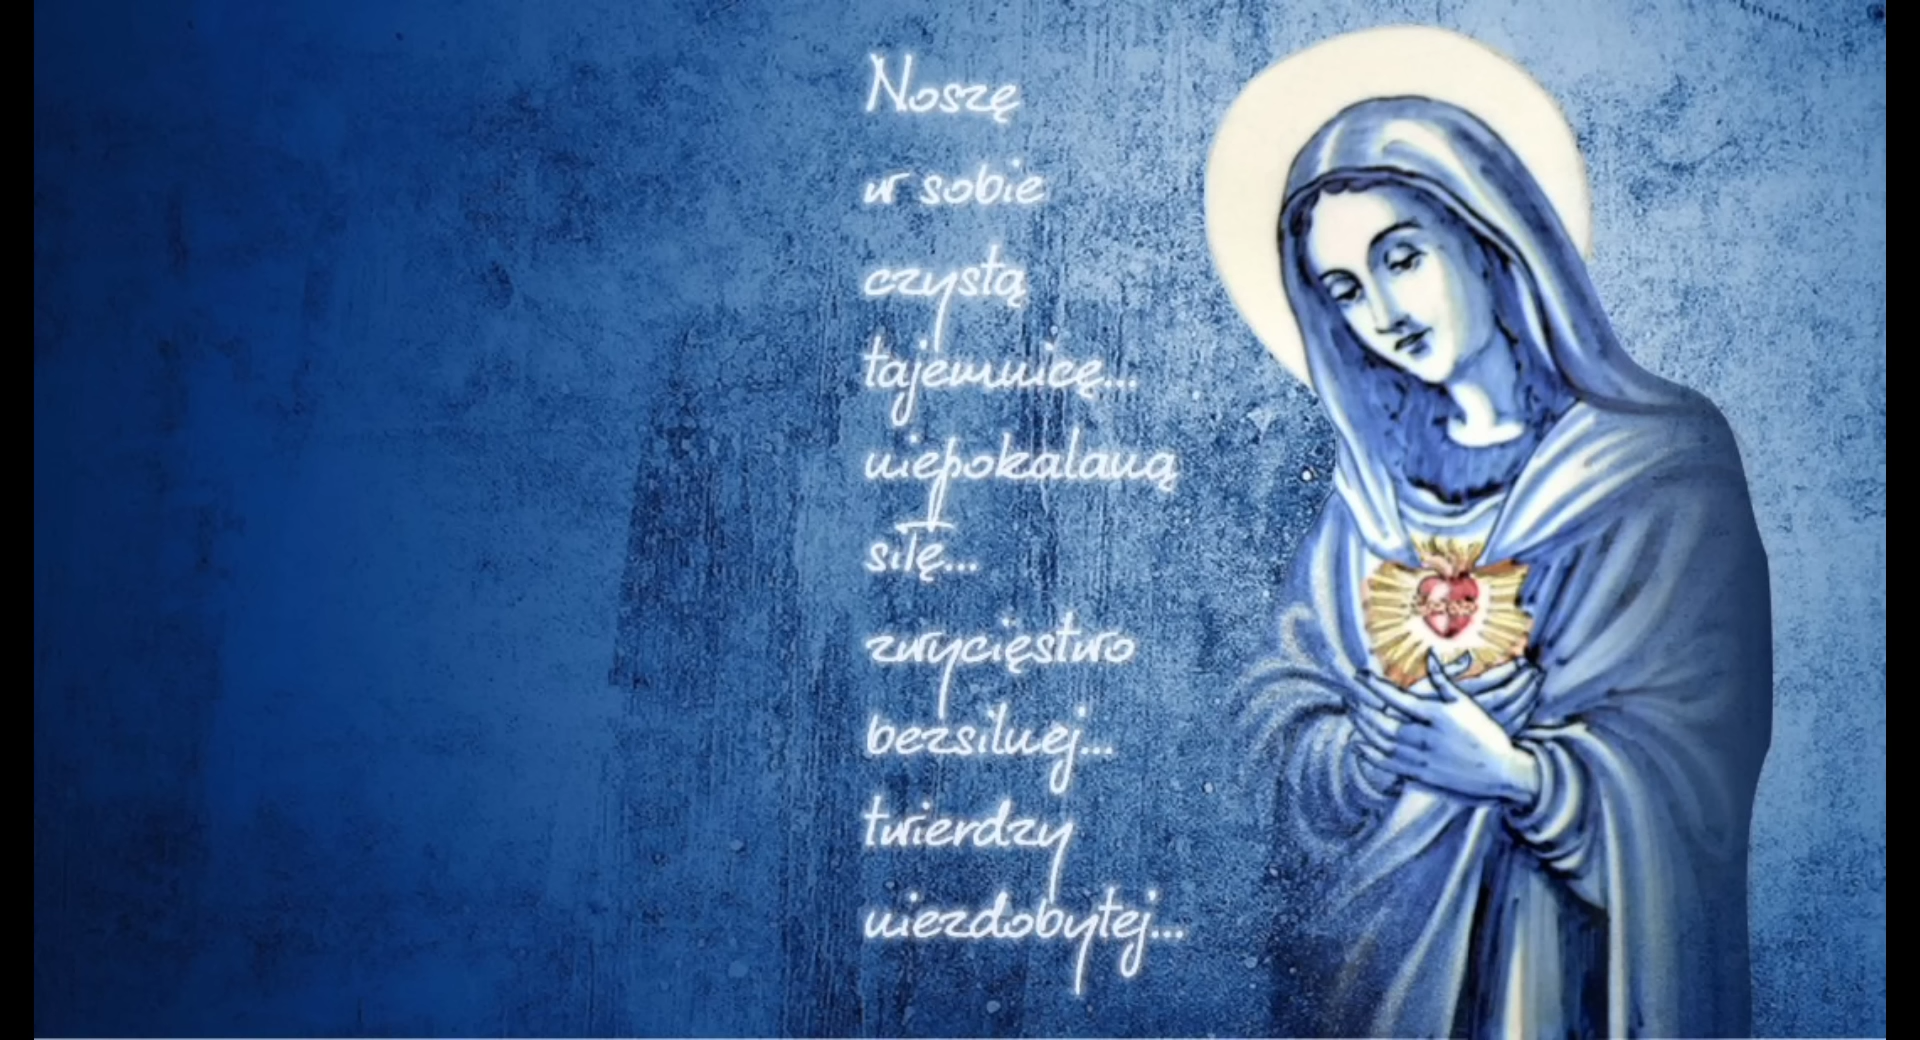 Noszę
w sobie
czystą
tajemnicę...
niepokalaną
siłę...
zwycięstwo
bezsilnej...
twierdzy
niezdobytej...